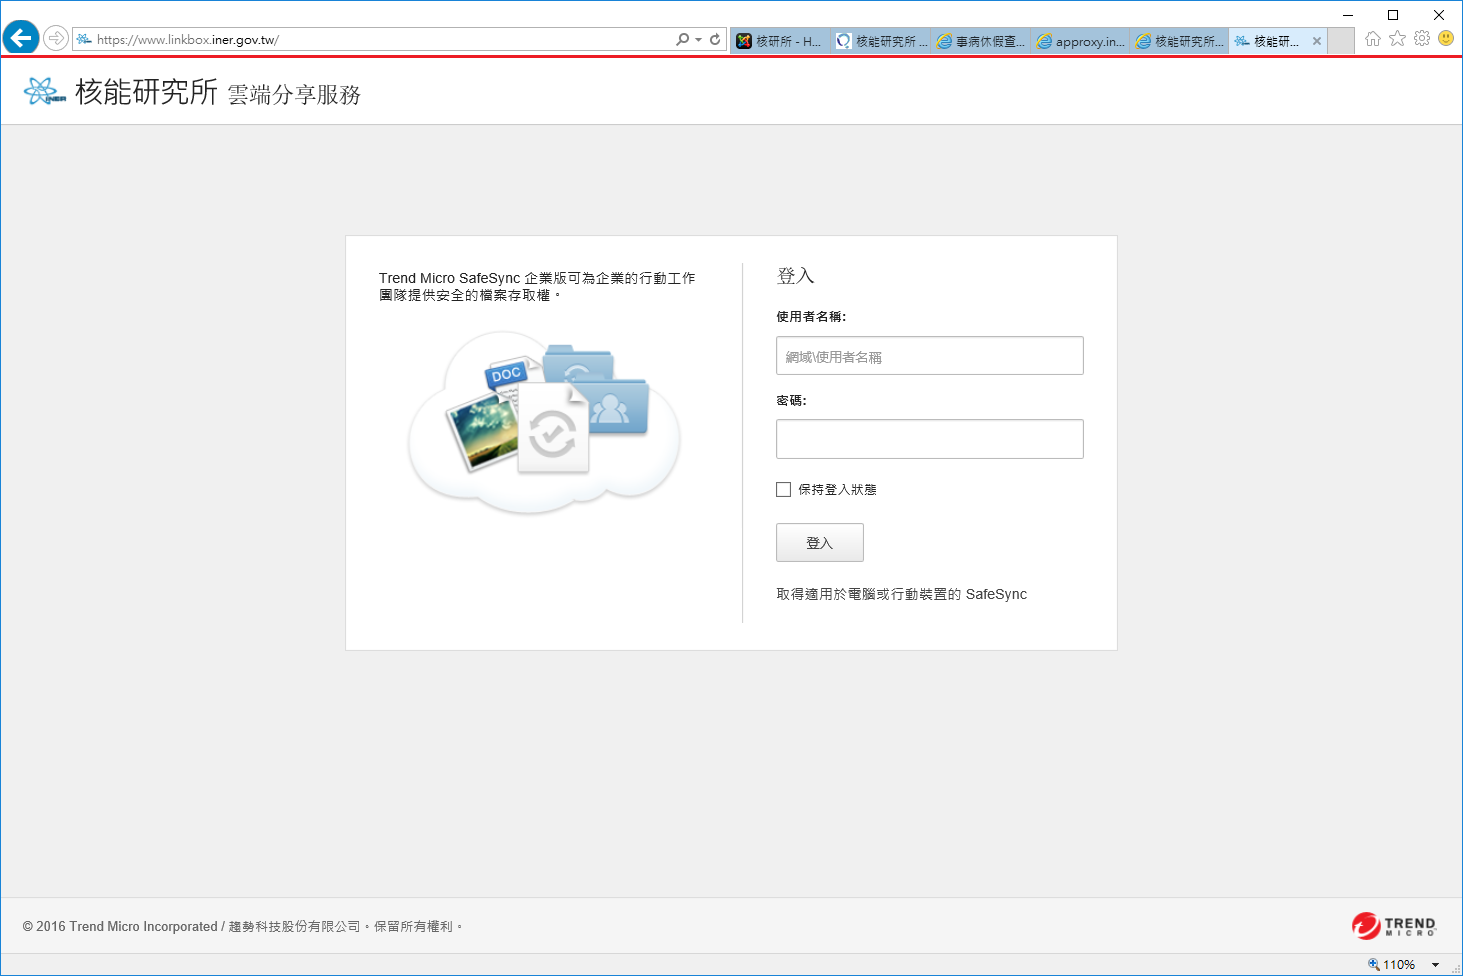 https://www.linkbox.iner.gov.tw/
核研所 - H...
核能研究所 ...
事病休假查...
approxy.in...
核能研究所...
核能研...
INER
核能研究所 雲端分享服務
Trend Micro SafeSync 企業版可為企業的行動工作
團隊提供安全的檔案存取權。
DOC
登入
使用者名稱:
網域\使用者名稱
密碼:
保持登入狀態
登入
取得適用於電腦或行動裝置的 SafeSync
© 2016 Trend Micro Incorporated / 趨勢科技股份有限公司。保留所有權利。
TREND
MICRO
110%